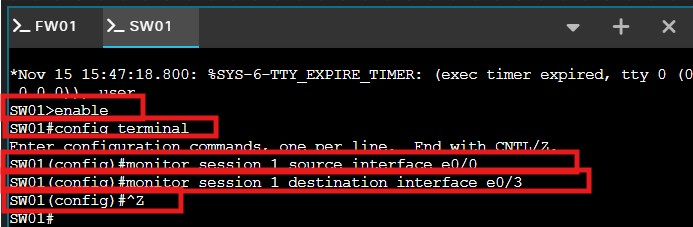 >_ FW01 >_ SW01
*Nov 15 15:47:18.800: %SYS-6-TTY_EXPIRE_TIMER: (exec timer expired, tty 0 (0
.0.0.0)), user
SW01>enable
SW01#config terminal
Enter configuration commands, one per line.  End with CNTL/Z.
SW01(config)#monitor session 1 source interface e0/0
SW01(config)#monitor session 1 destination interface e0/3
SW01(config)#^Z
SW01#